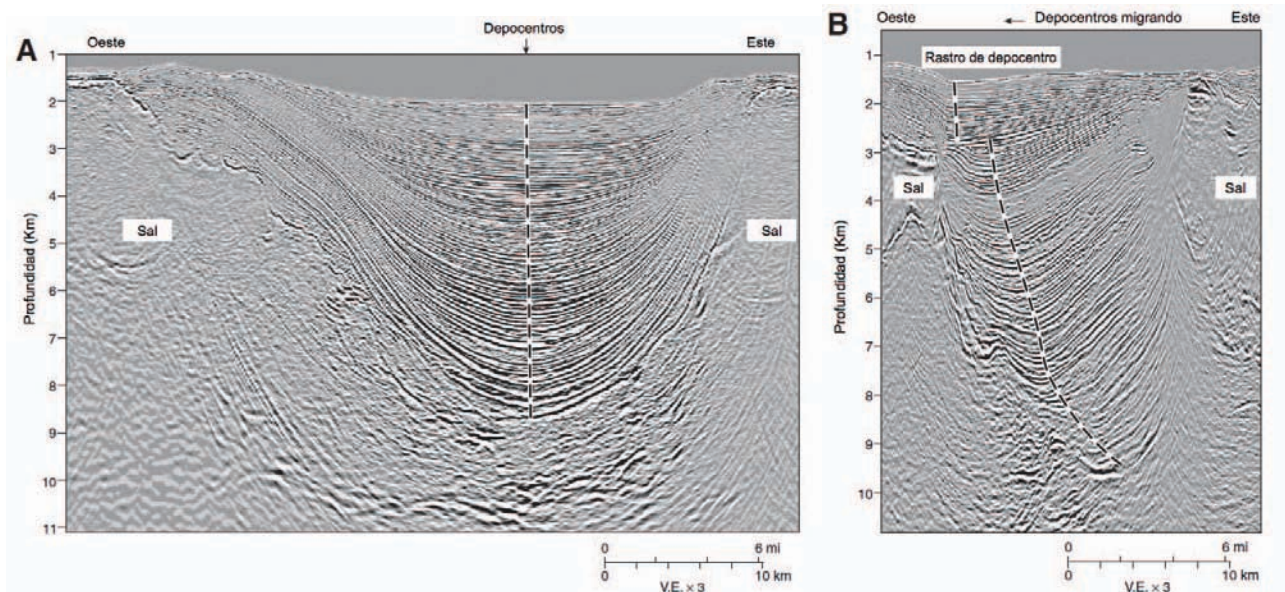 A
Oeste
Depocentros
Este
1
2
3
4
5
6
7
8
9
10
11
Profundidad (Km)
Sal
Sal
0
6 mi
0
10 km
V.E. × 3
B
Oeste
Depocentros migrando
Este
Rastro de depocentro
1
2
3
4
5
6
7
8
9
10
Profundidad (Km)
Sal
Sal
0
6 mi
0
10 km
V.E. × 3